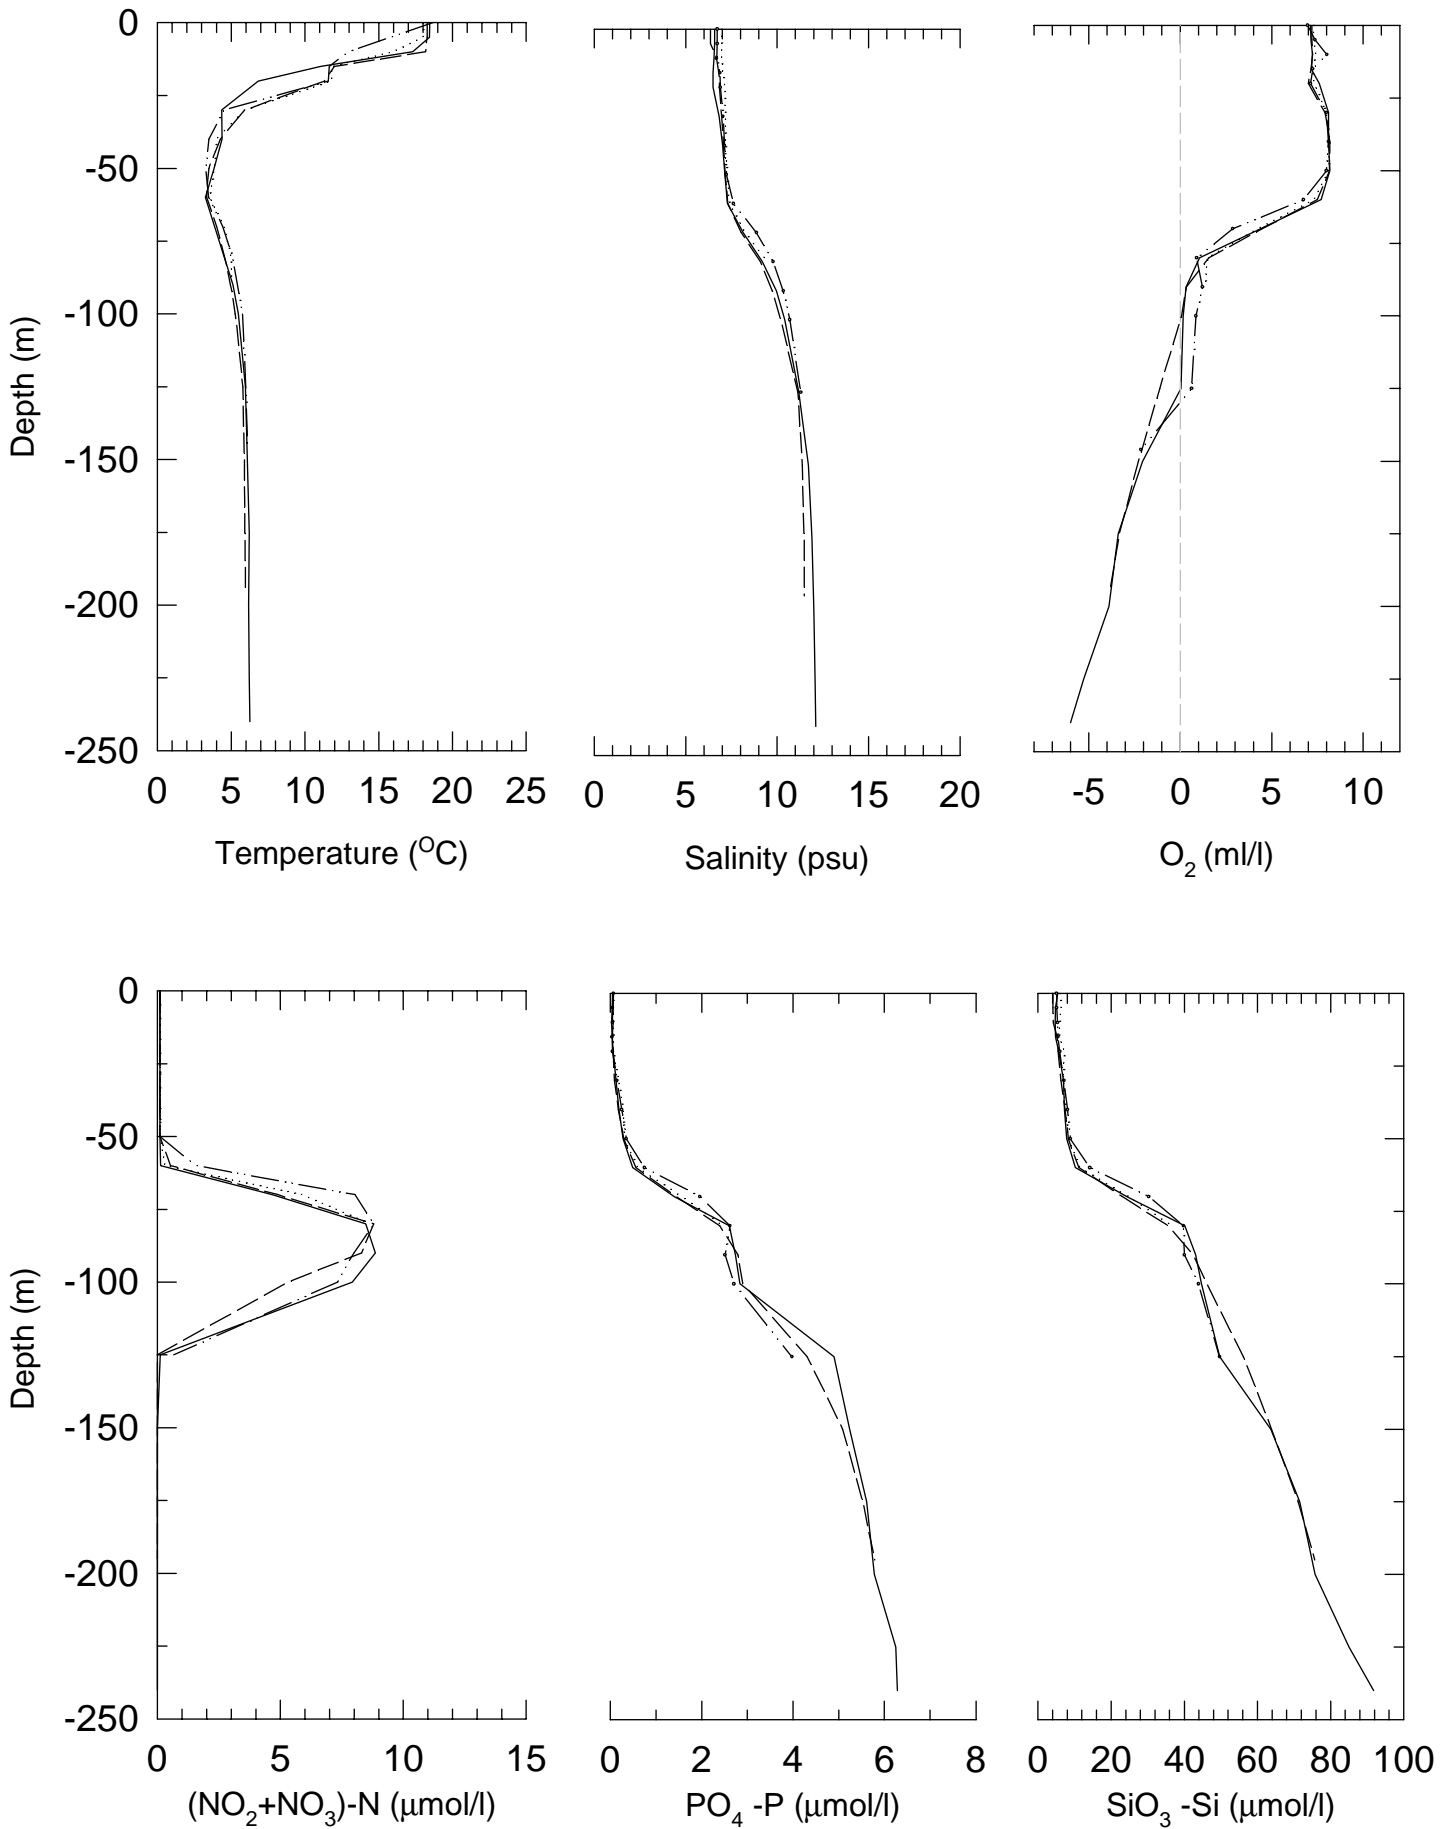 0
-50
-100
-150
-200
-250
Depth (m)
0 5 10 15 20 25
Temperature (°C)
0 5 10 15 20
Salinity (psu)
-5 0 5 10
O₂ (ml/l)
0
-50
-100
-150
-200
-250
Depth (m)
0 5 10 15
(NO₂+NO₃)-N (μmol/l)
0 2 4 6 8
PO₄ -P (μmol/l)
0 20 40 60 80 100
SiO₃ -Si (μmol/l)